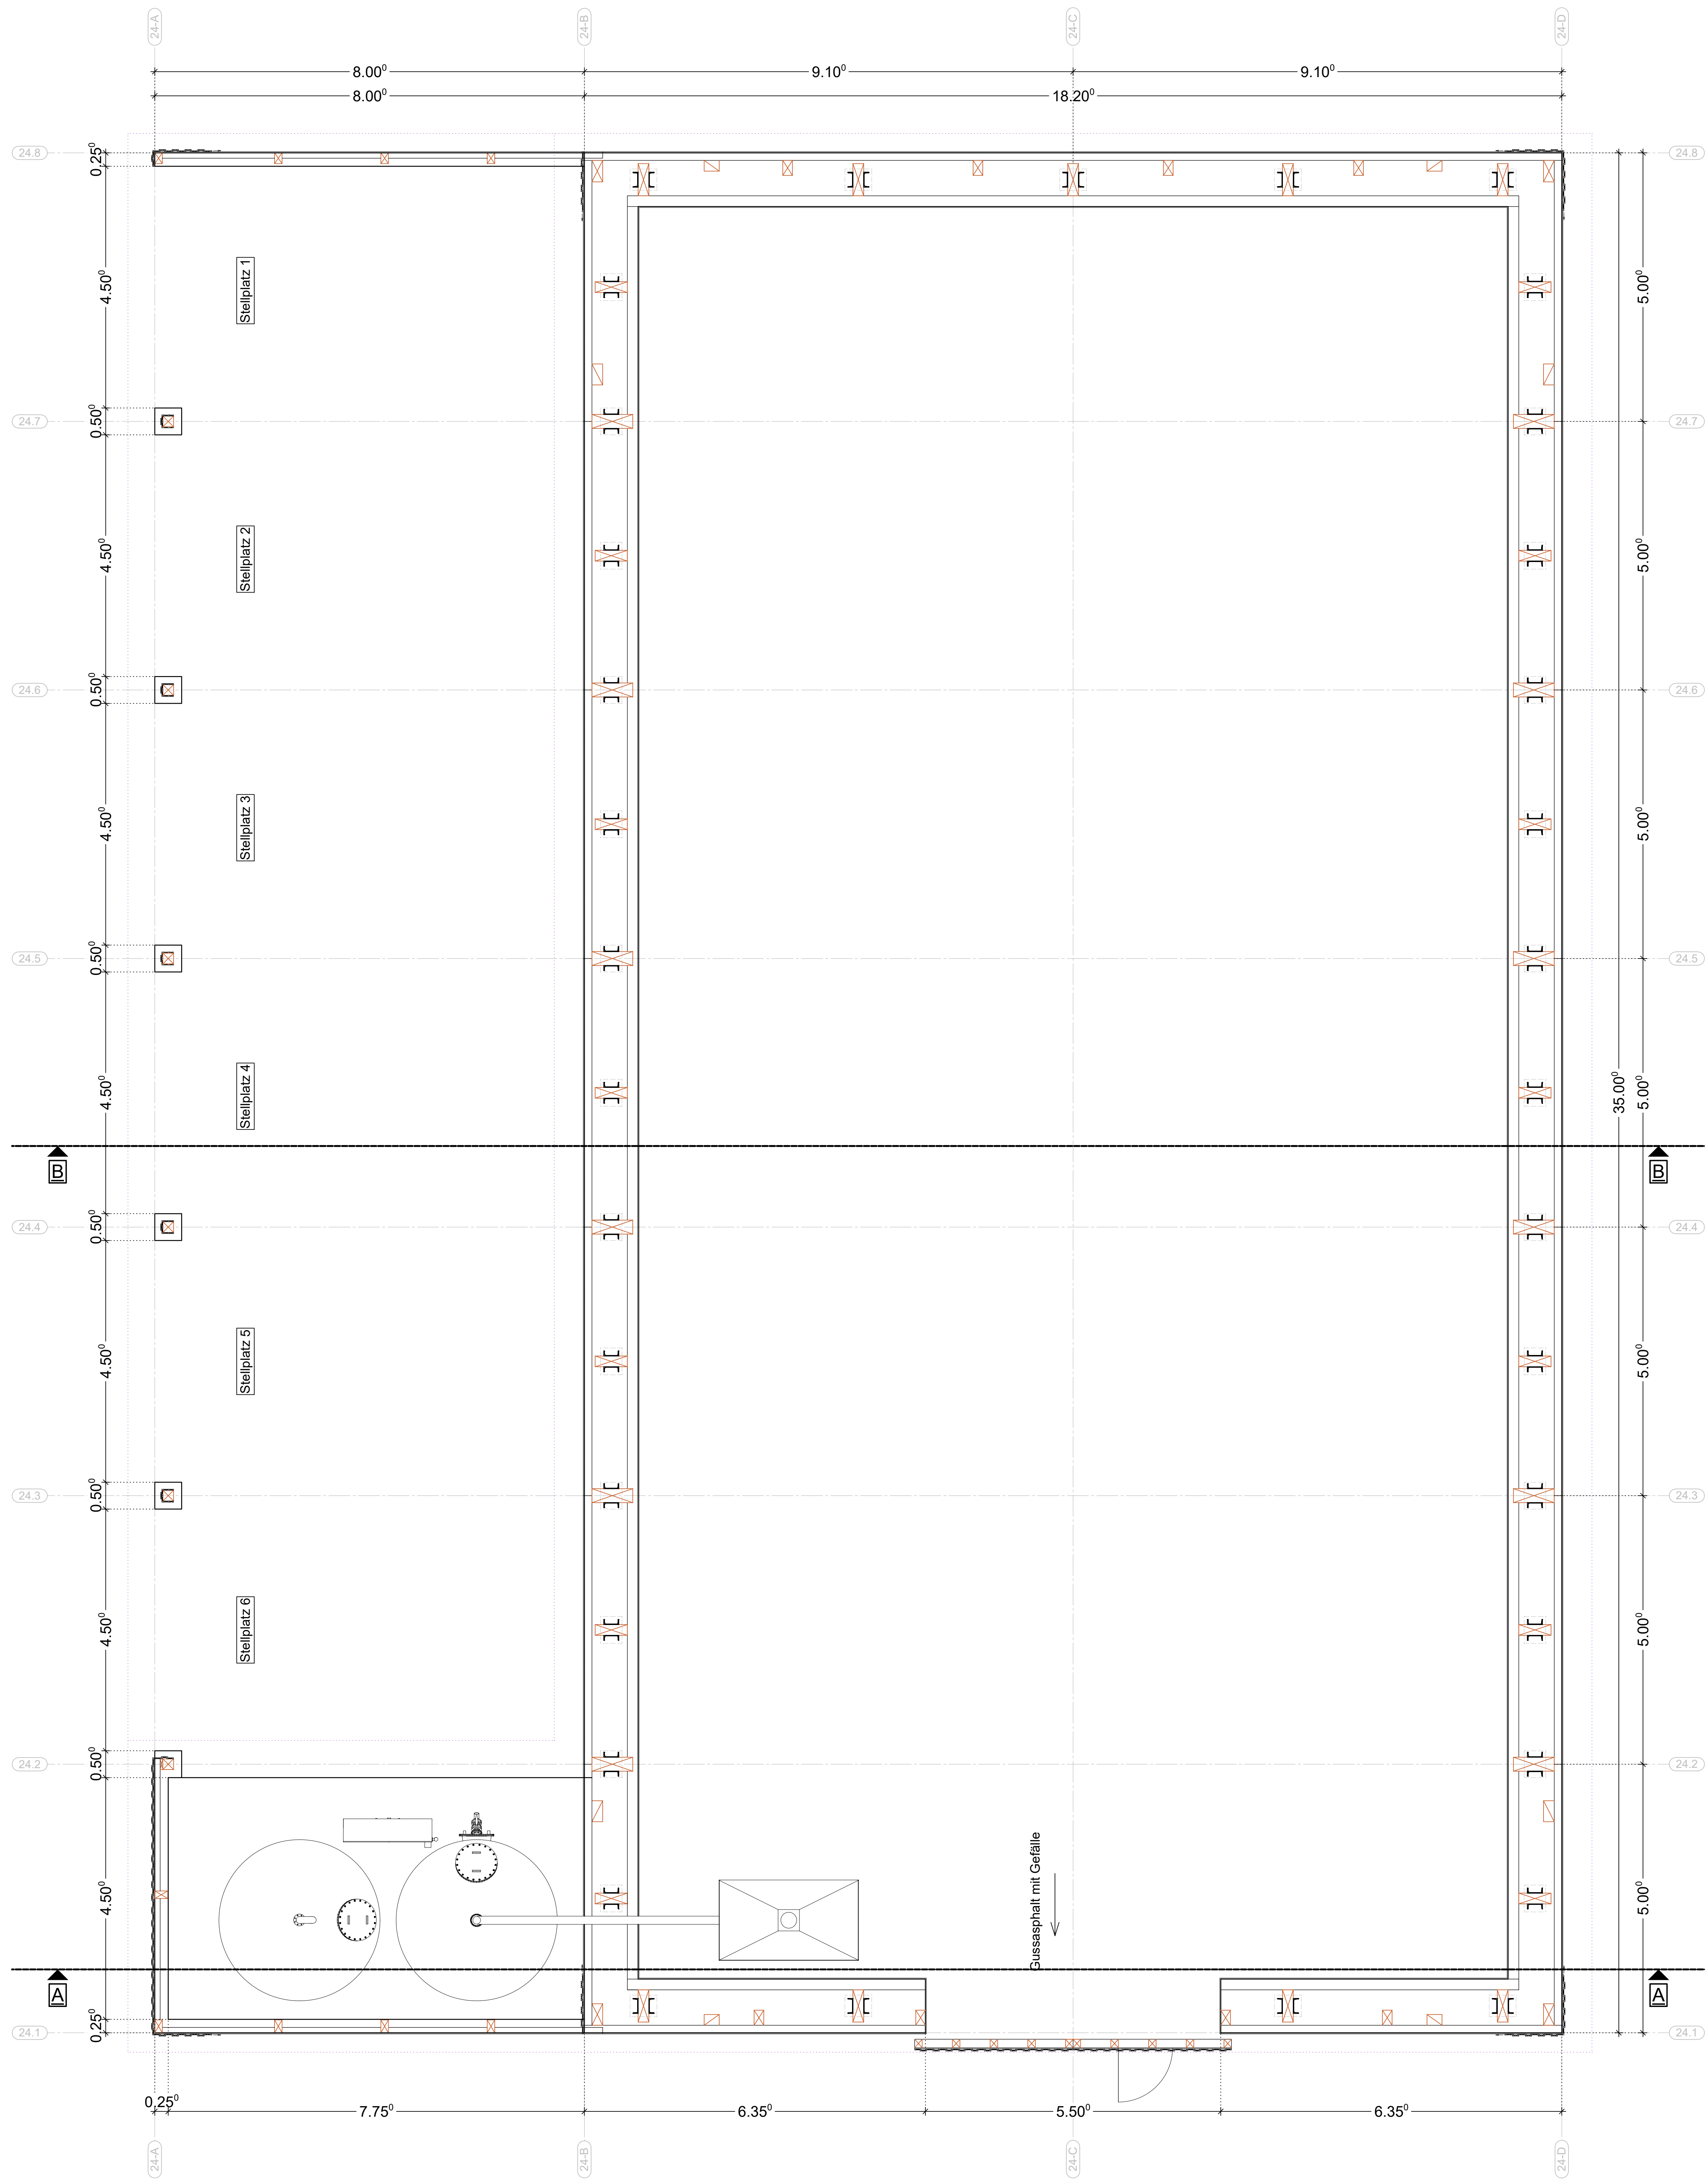 24-A
24-B
24-C
24-D
8.00⁰
9.10⁰
9.10⁰
8.00⁰
18.20⁰
24.8
0.25⁰
24.8
4.50⁰
Stellplatz 1
5.00⁰
24.7
0.50⁰
24.7
4.50⁰
Stellplatz 2
5.00⁰
24.6
0.50⁰
24.6
4.50⁰
Stellplatz 3
5.00⁰
24.5
0.50⁰
24.5
4.50⁰
Stellplatz 4
35.00⁰
5.00⁰
B
B
24.4
0.50⁰
24.4
4.50⁰
Stellplatz 5
5.00⁰
24.3
0.50⁰
24.3
4.50⁰
Stellplatz 6
5.00⁰
24.2
0.50⁰
24.2
4.50⁰
Gussasphalt mit Gefälle
5.00⁰
A
A
24.1
0.25⁰
24.1
0.25⁰
7.75⁰
6.35⁰
5.50⁰
6.35⁰
24-A
24-B
24-C
24-D